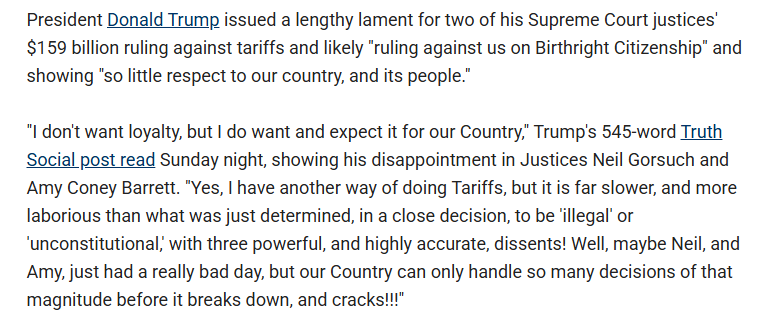 President Donald Trump issued a lengthy lament for two of his Supreme Court justices'
$159 billion ruling against tariffs and likely "ruling against us on Birthright Citizenship" and
showing "so little respect to our country, and its people."
"I don't want loyalty, but I do want and expect it for our Country," Trump's 545-word Truth
Social post read Sunday night, showing his disappointment in Justices Neil Gorsuch and
Amy Coney Barrett. "Yes, I have another way of doing Tariffs, but it is far slower, and more
laborious than what was just determined, in a close decision, to be 'illegal' or
'unconstitutional,' with three powerful, and highly accurate, dissents! Well, maybe Neil, and
Amy, just had a really bad day, but our Country can only handle so many decisions of that
magnitude before it breaks down, and cracks!!!"